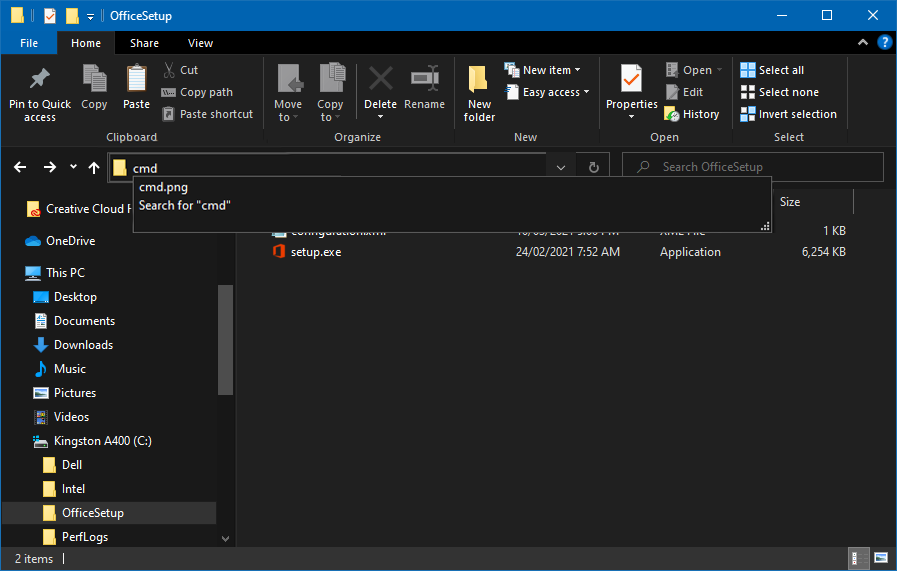 OfficeSetup
File Home Share View
Pin to Quick access
Copy
Paste
Cut
Copy path
Paste shortcut
Move to
Copy to
Delete
Rename
New folder
New item
Easy access
Properties
Open
Edit
History
Select all
Select none
Invert selection
Clipboard Organize New Open Select
cmd
Search OfficeSetup
cmd.png
Search for "cmd"
Size
1 KB
setup.exe 24/02/2021 7:52 AM Application 6,254 KB
Creative Cloud
OneDrive
This PC
Desktop
Documents
Downloads
Music
Pictures
Videos
Kingston A400 (C:)
Dell
Intel
OfficeSetup
PerfLogs
2 items